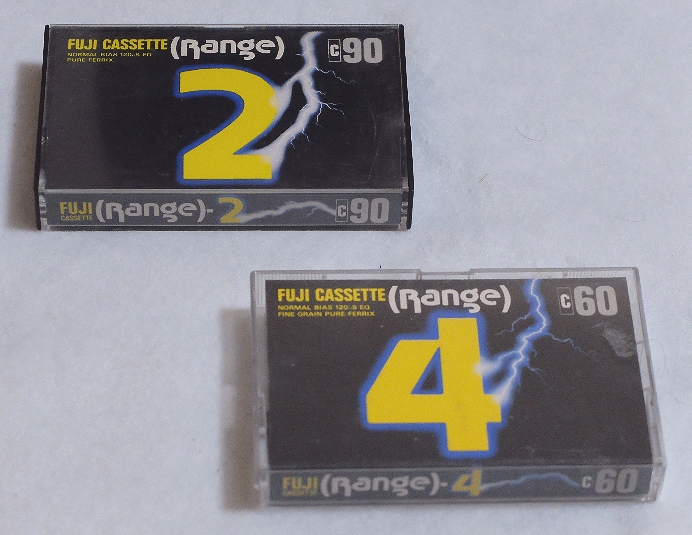 FUJI CASSETTE (Range) C90
NORMAL BIAS 120µS EQ
PURE FERRIX
2
FUJI CASSETTE (Range)-2 C90
FUJI CASSETTE (Range) C60
NORMAL BIAS 120µS EQ
FINE GRAIN PURE-FERRIX
4
FUJI CASSETTE (Range)-4 C60